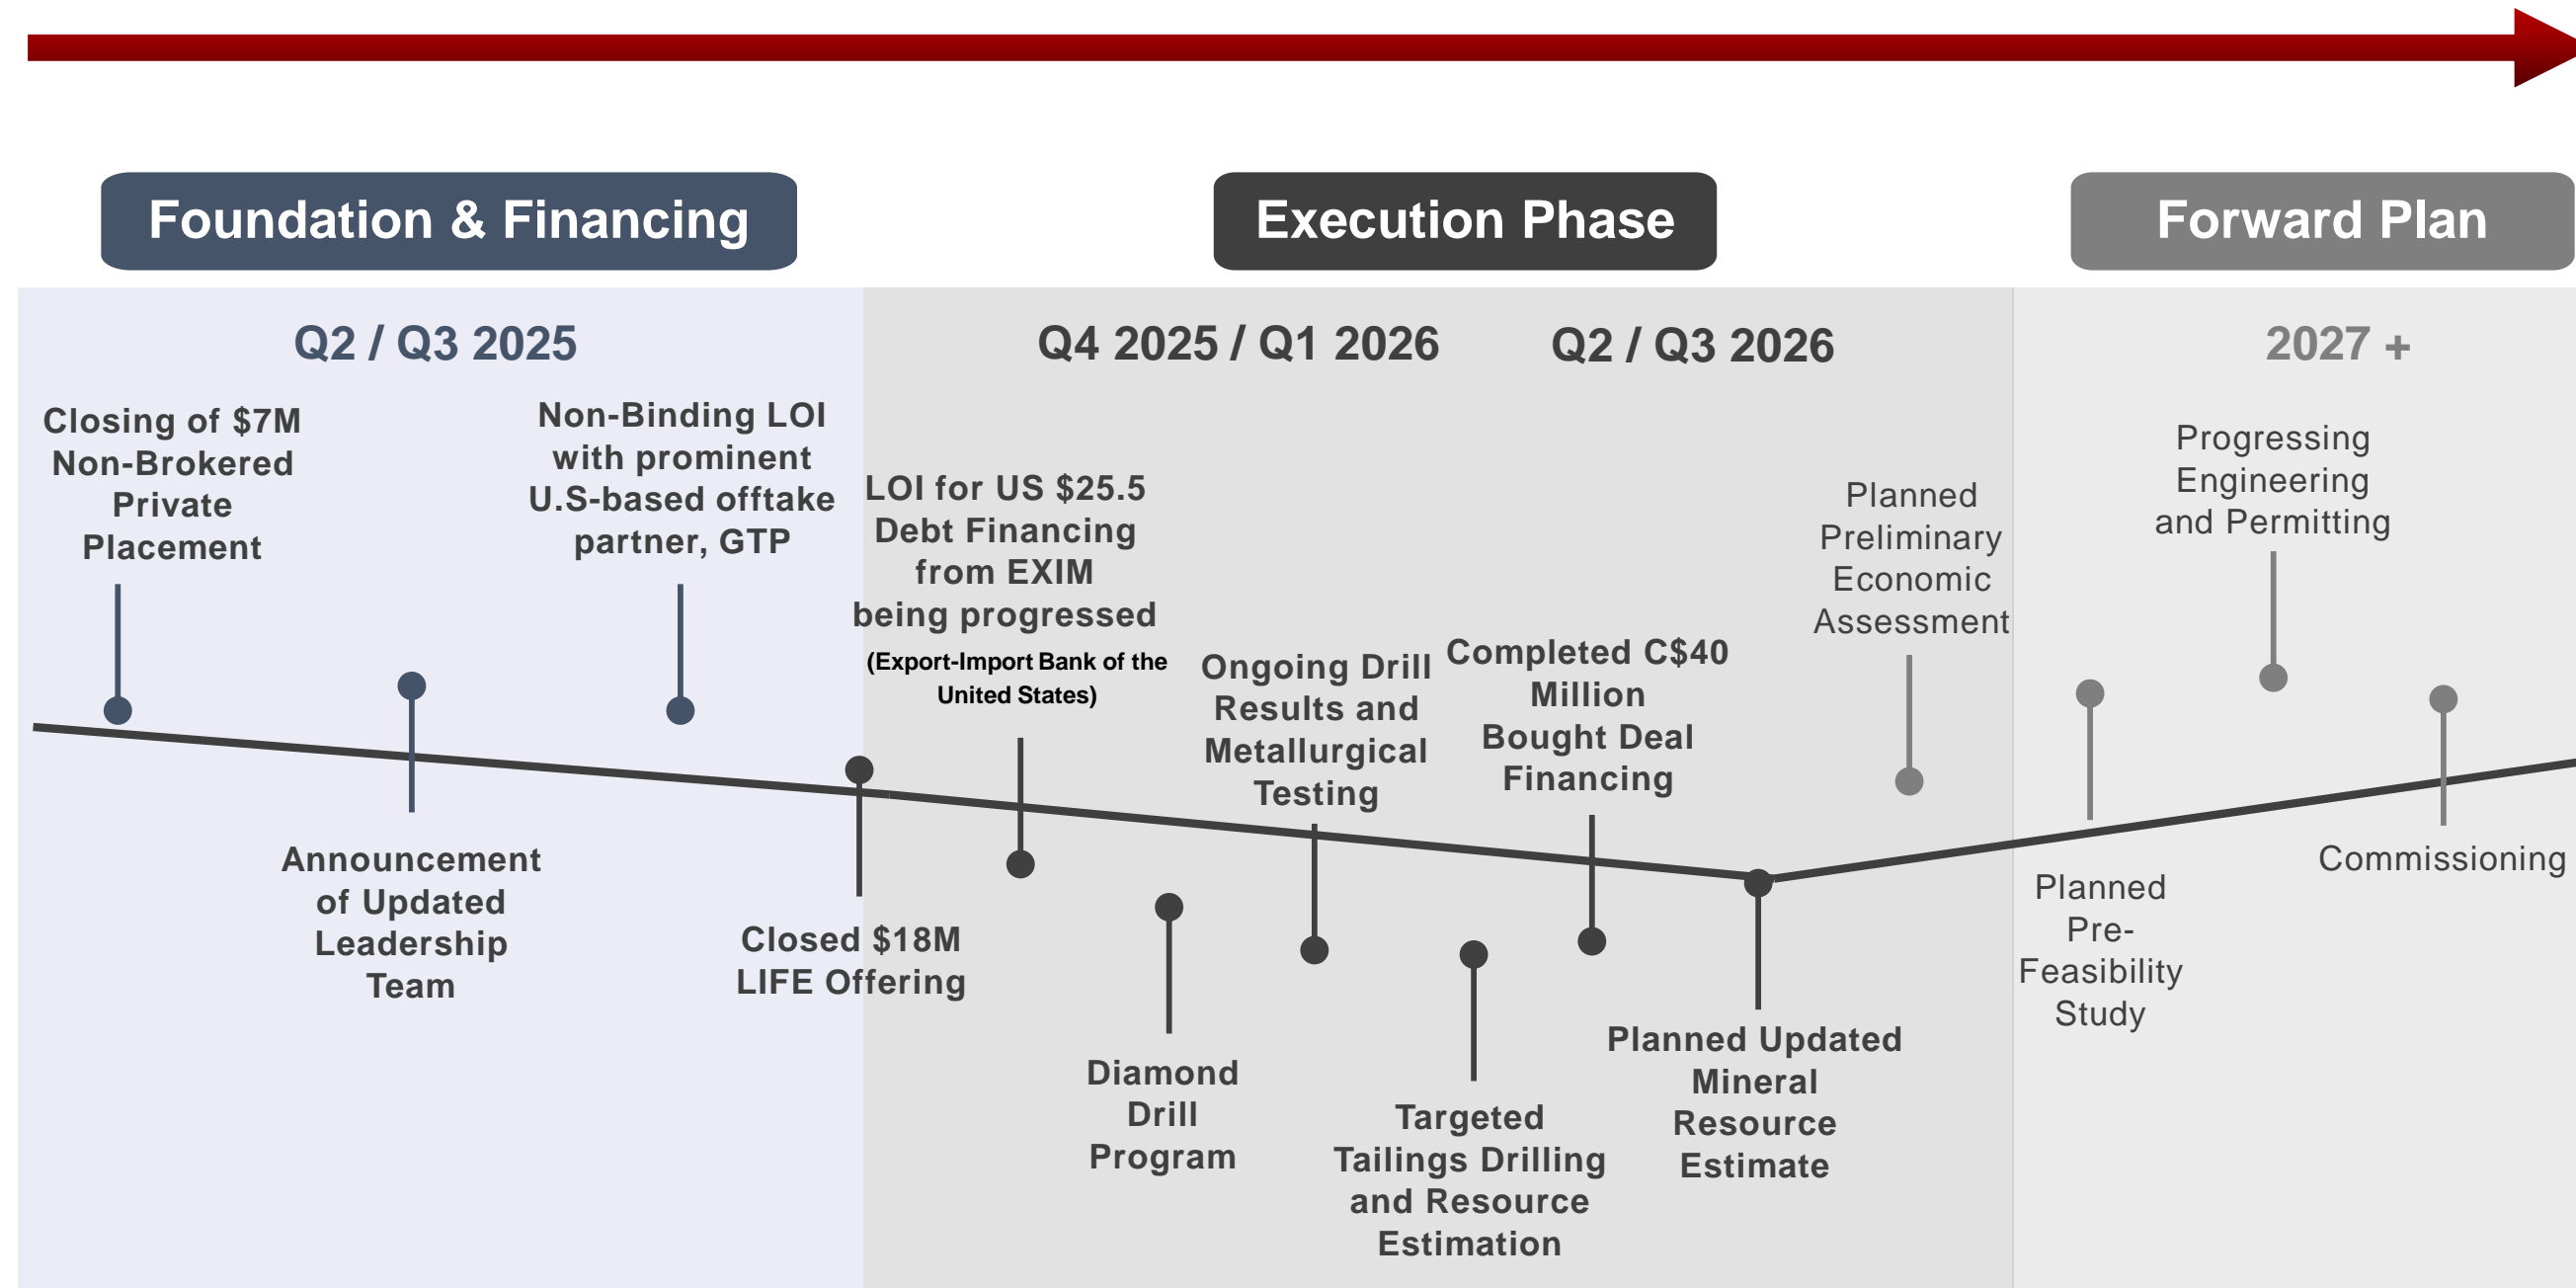 Foundation & Financing
Execution Phase
Forward Plan
Q2 / Q3 2025
Q4 2025 / Q1 2026
Q2 / Q3 2026
2027 +
Closing of $7M
Non-Brokered
Private
Placement
Announcement
of Updated
Leadership
Team
Non-Binding LOI
with prominent
U.S-based offtake
partner, GTP
Closed $18M
LIFE Offering
LOI for US $25.5
Debt Financing
from EXIM
being progressed
(Export-Import Bank of the
United States)
Diamond
Drill
Program
Ongoing Drill
Results and
Metallurgical
Testing
Targeted
Tailings Drilling
and Resource
Estimation
Completed C$40
Million
Bought Deal
Financing
Planned Updated
Mineral
Resource
Estimate
Planned
Preliminary
Economic
Assessment
Planned
Pre-
Feasibility
Study
Progressing
Engineering
and Permitting
Commissioning